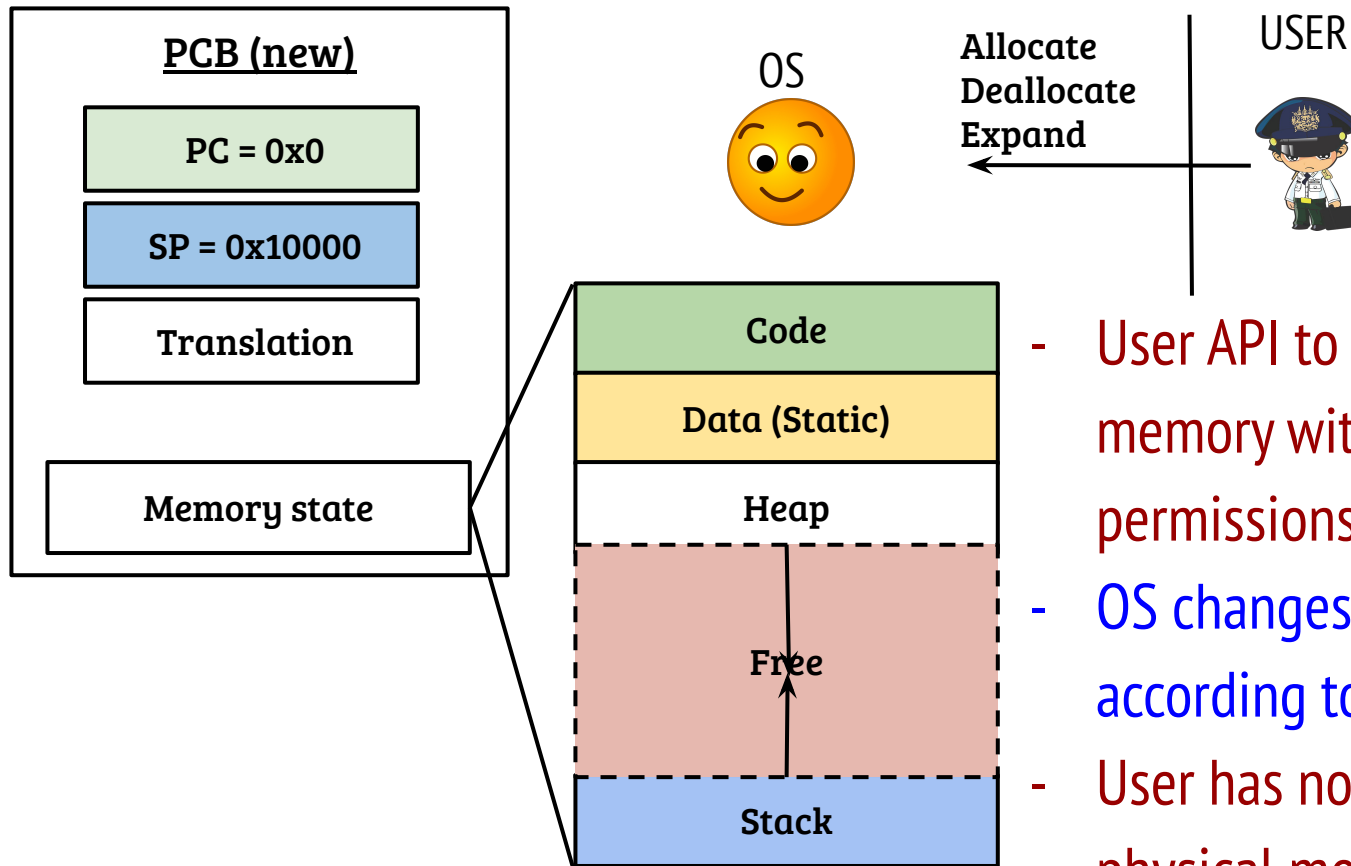 PCB (new)
PC = 0x0
SP = 0x10000
Translation
Memory state
OS
Allocate
Deallocate
Expand
USER
Code
Data (Static)
Heap
Free
Stack
- User API to
memory wit
permissions
- OS changes
according to
- User has no